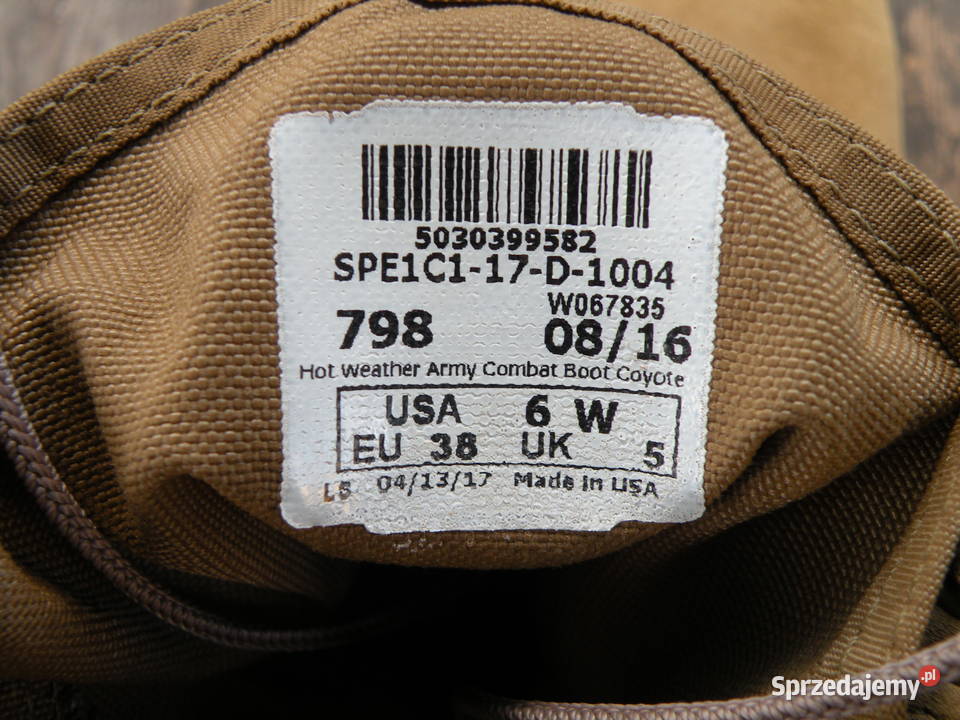 5030399582
SPE1C1-17-D-1004
W067835
798 08/16
Hot Weather Army Combat Boot Coyote
USA 6 W
EU 38 UK 5
LS 04/13/17 Made in USA
Sprzedajemy.pl